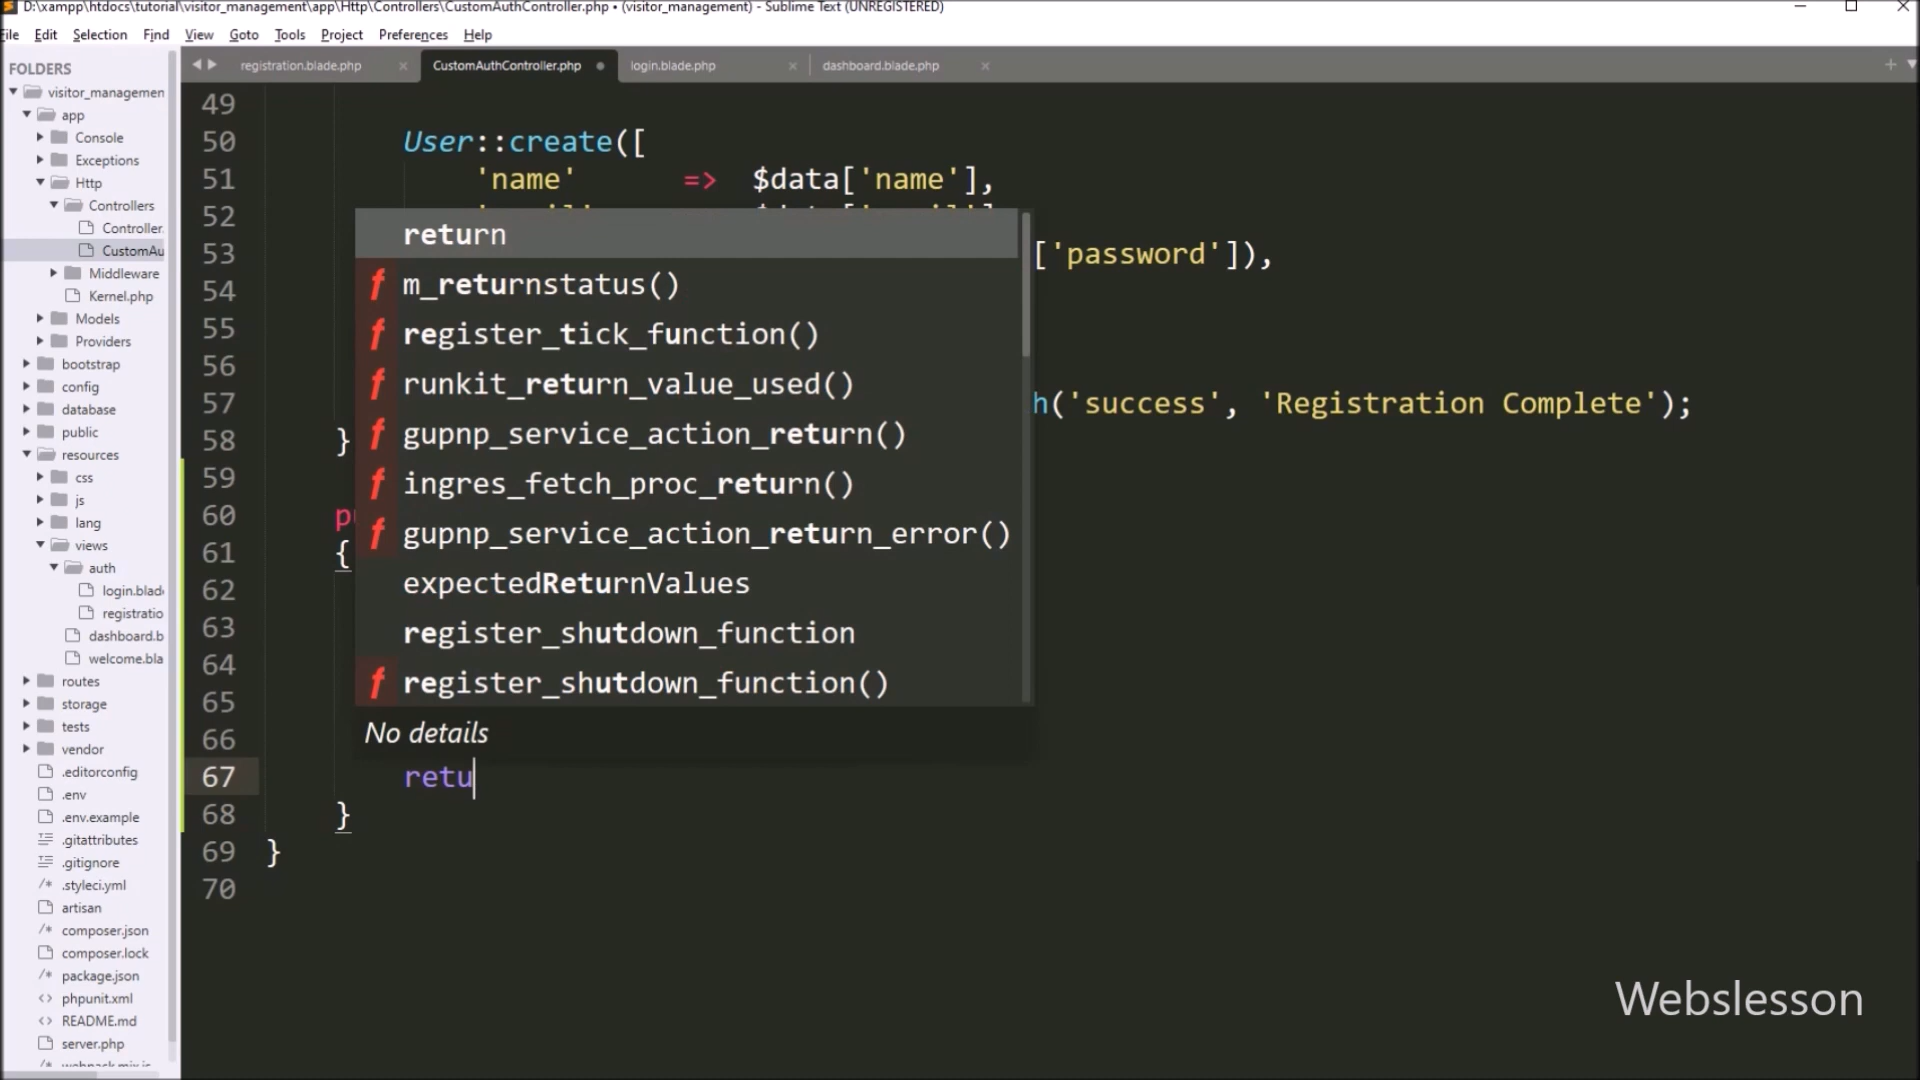 D:\xampp\htdocs\tutorial\visitor_management\app\Http\Controllers\CustomAuthController.php • (visitor_management) - Sublime Text (UNREGISTERED)
ile Edit Selection Find View Goto Tools Project Preferences Help
FOLDERS
visitor_managemen
app
Console
Exceptions
Http
Controllers
Controller.
CustomAu
Middleware
Kernel.php
Models
Providers
bootstrap
config
database
public
resources
css
js
lang
views
auth
login.blad
registratio
dashboard.b
welcome.bla
routes
storage
tests
vendor
.editorconfig
.env
.env.example
.gitattributes
.gitignore
.styleci.yml
artisan
composer.json
composer.lock
package.json
phpunit.xml
README.md
server.php
registration.blade.php CustomAuthController.php login.blade.php dashboard.blade.php
49
50 User::create([
51 'name' => $data['name'],
52
53 ['password']),
54
55
56
57 h('success', 'Registration Complete');
58 }
59
60 p
61 {
62
63
64
65
66
67 retu
68 }
69 }
70
return
f m_returnstatus()
f register_tick_function()
f runkit_return_value_used()
f gupnp_service_action_return()
f ingres_fetch_proc_return()
f gupnp_service_action_return_error()
expectedReturnValues
register_shutdown_function
f register_shutdown_function()
No details
Webslesson